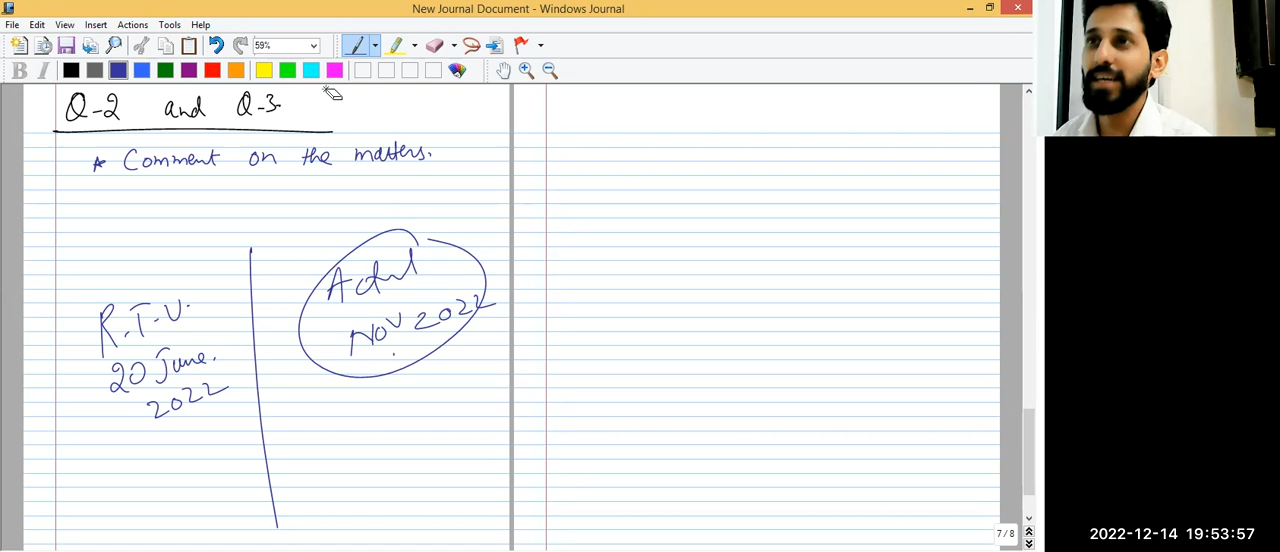 New Journal Document - Windows Journal
File Edit View Insert Actions Tools Help
59%
B I
Q-2 and Q-3
* Comment on the matters.
R.T.U.
20 June.
2022
Nov 2022
7 / 8
2022-12-14 19:53:57